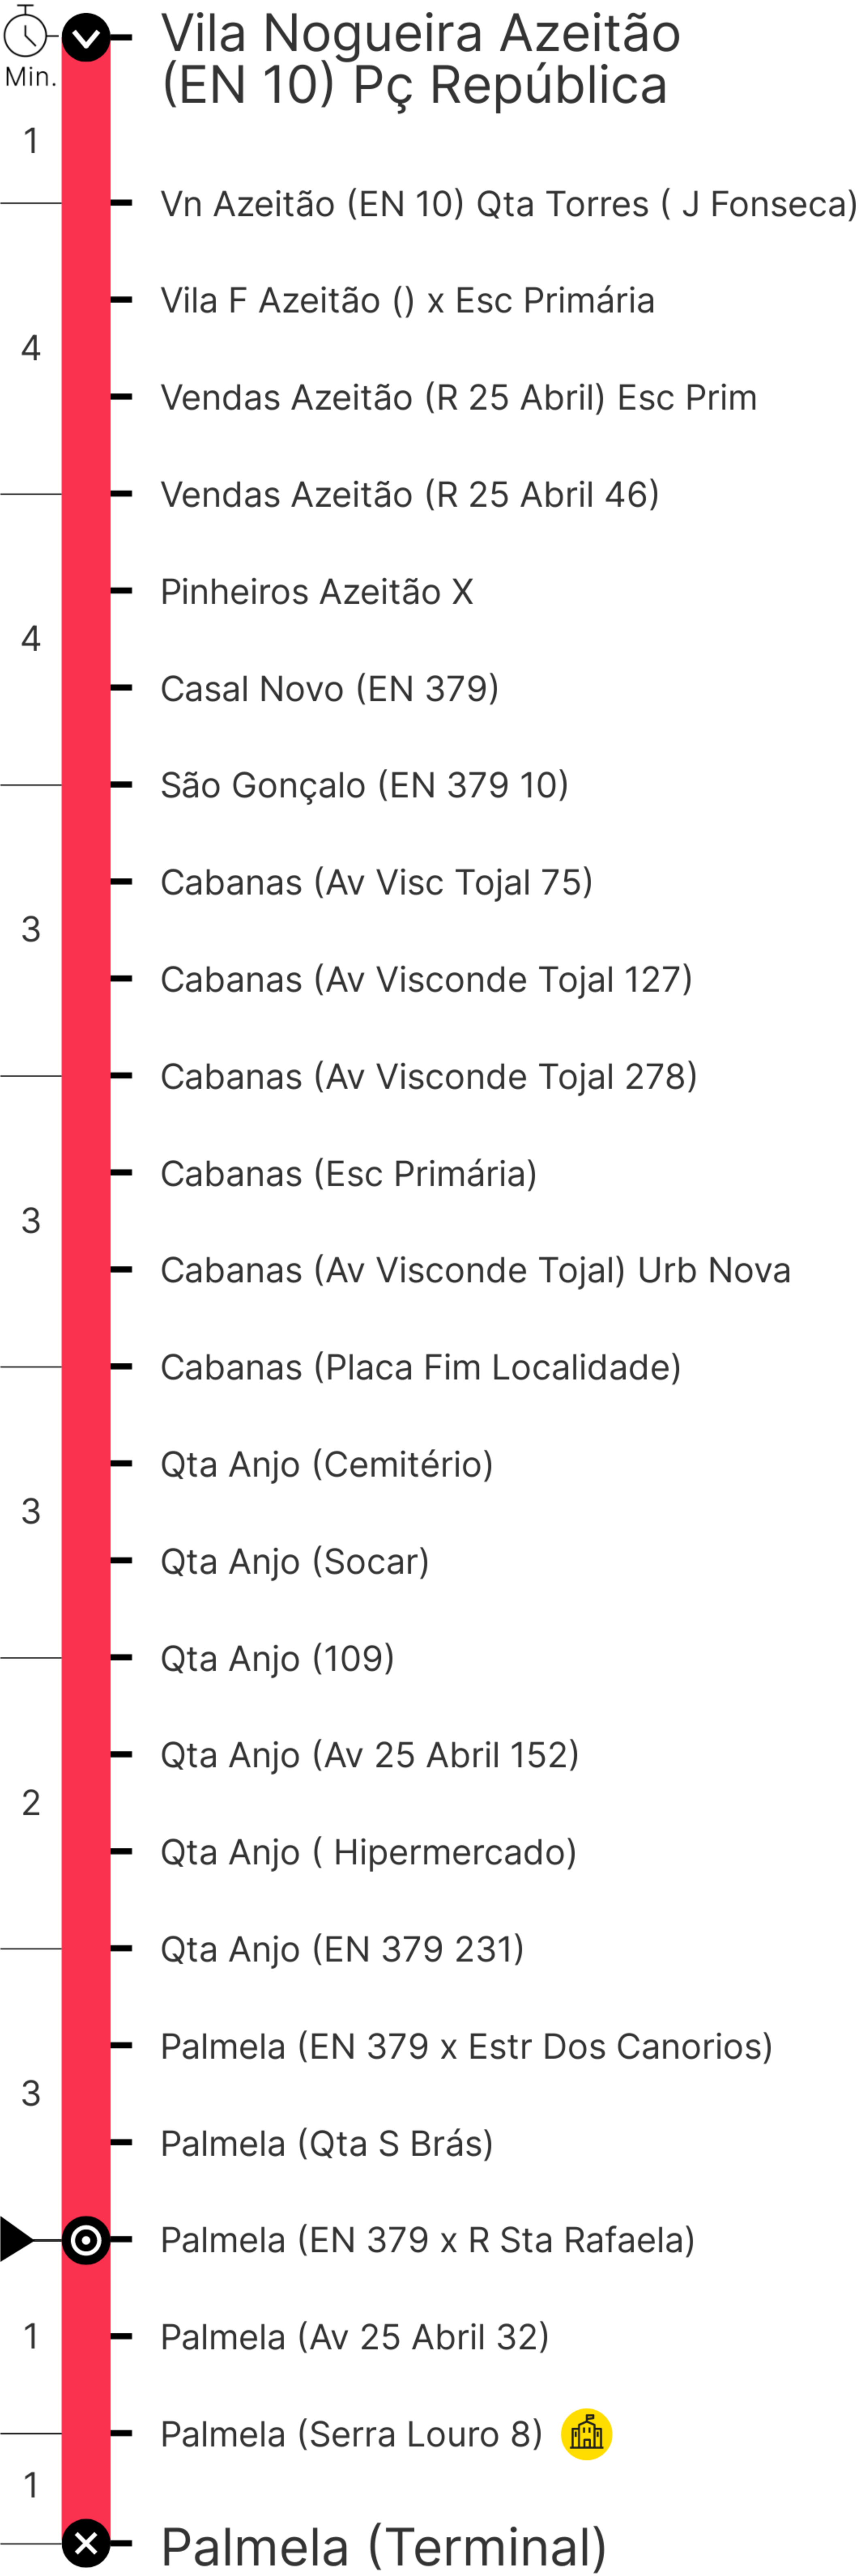 Vila Nogueira Azeitão
(EN 10) Pç República
Min.
1
Vn Azeitão (EN 10) Qta Torres ( J Fonseca)
Vila F Azeitão () x Esc Primária
4
Vendas Azeitão (R 25 Abril) Esc Prim
Vendas Azeitão (R 25 Abril 46)
Pinheiros Azeitão X
4
Casal Novo (EN 379)
São Gonçalo (EN 379 10)
Cabanas (Av Visc Tojal 75)
3
Cabanas (Av Visconde Tojal 127)
Cabanas (Av Visconde Tojal 278)
Cabanas (Esc Primária)
3
Cabanas (Av Visconde Tojal) Urb Nova
Cabanas (Placa Fim Localidade)
Qta Anjo (Cemitério)
3
Qta Anjo (Socar)
Qta Anjo (109)
Qta Anjo (Av 25 Abril 152)
2
Qta Anjo ( Hipermercado)
Qta Anjo (EN 379 231)
Palmela (EN 379 x Estr Dos Canorios)
3
Palmela (Qta S Brás)
Palmela (EN 379 x R Sta Rafaela)
1
Palmela (Av 25 Abril 32)
Palmela (Serra Louro 8)
1
Palmela (Terminal)